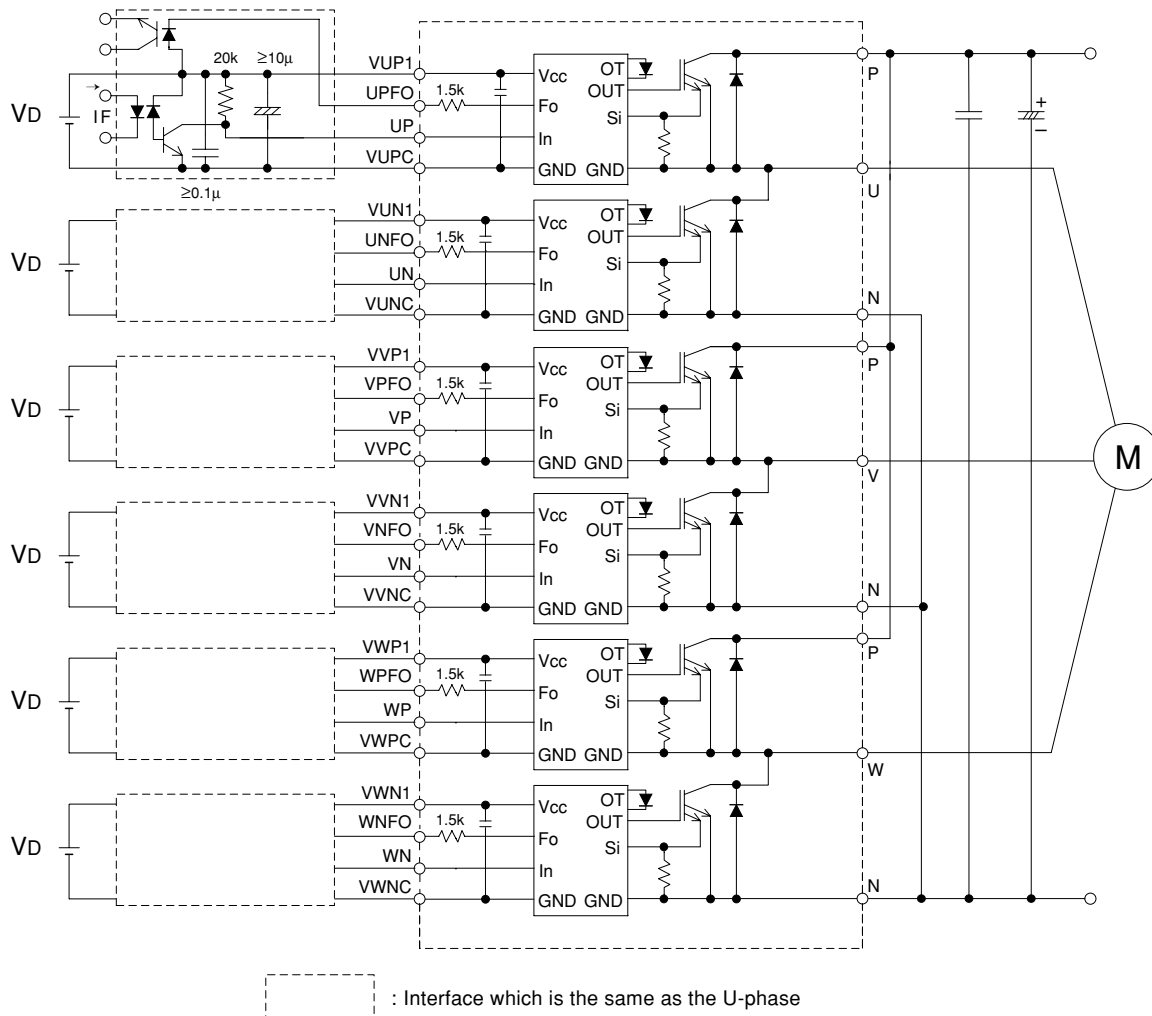 20k ≥10μ
VD
IF
≥0.1μ
VUP1
UPFO 1.5k
UP
VUPC
Vcc
Fo
In
GND GND
OT
OUT
Si
P
+
–
U
VD
VUN1
UNFO 1.5k
UN
VUNC
Vcc
Fo
In
GND GND
OT
OUT
Si
N
VD
VVP1
VPFO 1.5k
VP
VVPC
Vcc
Fo
In
GND GND
OT
OUT
Si
P
V
M
VD
VVN1
VNFO 1.5k
VN
VVNC
Vcc
Fo
In
GND GND
OT
OUT
Si
N
VD
VWP1
WPFO 1.5k
WP
VWPC
Vcc
Fo
In
GND GND
OT
OUT
Si
P
W
VD
VWN1
WNFO 1.5k
WN
VWNC
Vcc
Fo
In
GND GND
OT
OUT
Si
N
: Interface which is the same as the U-phase